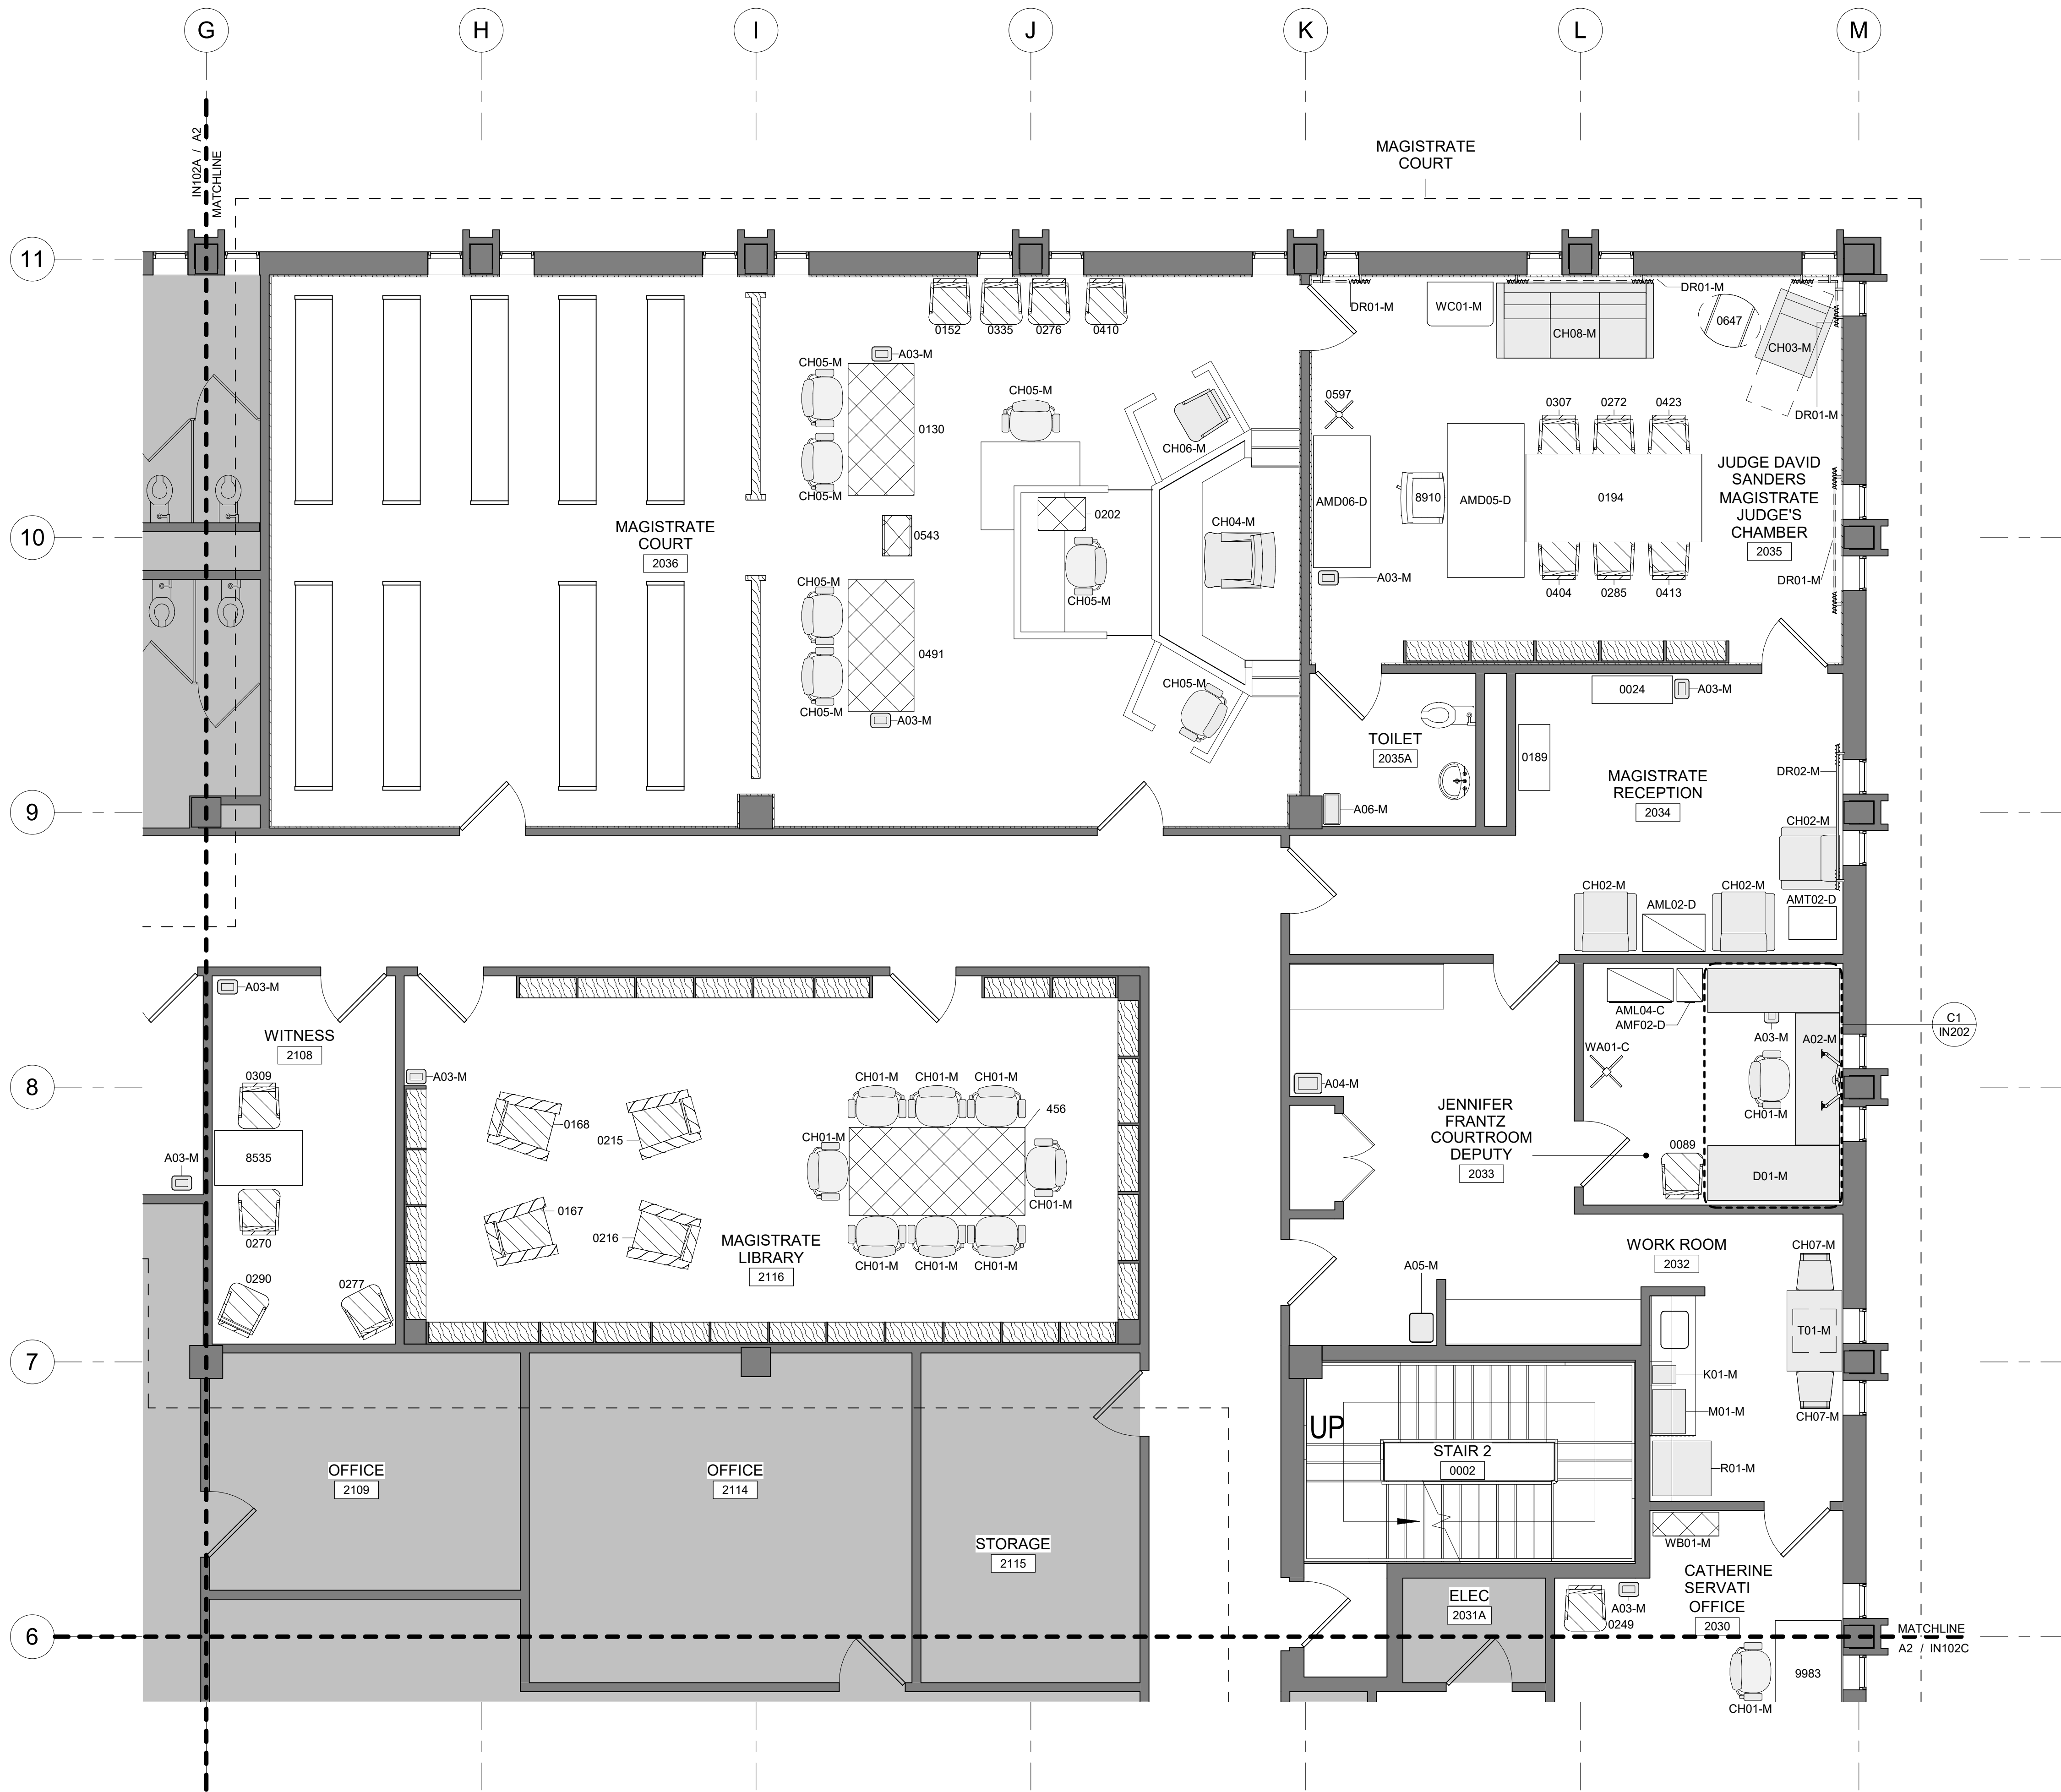 G
H
I
J
K
L
M
IN102A / A2
MATCHLINE
MAGISTRATE
COURT
11
10
9
8
7
6
0152
0335
0276
0410
A03-M
CH05-M
CH05-M
0130
CH05-M
CH06-M
0202
CH05-M
CH04-M
0543
MAGISTRATE
COURT
2036
CH05-M
CH05-M
0491
A03-M
CH05-M
DR01-M
WC01-M
CH08-M
DR01-M
0647
CH03-M
DR01-M
0597
0307
0272
0423
AMD06-D
8910
AMD05-D
0194
JUDGE DAVID
SANDERS
MAGISTRATE
JUDGE'S
CHAMBER
2035
A03-M
DR01-M
0404
0285
0413
TOILET
2035A
A06-M
0024
A03-M
0189
MAGISTRATE
RECEPTION
2034
DR02-M
CH02-M
CH02-M
AML02-D
CH02-M
AMT02-D
A03-M
WITNESS
2108
0309
A03-M
8535
0270
0290
0277
A03-M
0168
0215
0167
0216
MAGISTRATE
LIBRARY
2116
CH01-M
CH01-M
CH01-M
456
CH01-M
CH01-M
CH01-M
CH01-M
CH01-M
A04-M
JENNIFER
FRANTZ
COURTROOM
DEPUTY
2033
AML04-C
AMF02-D
WA01-C
A03-M
A02-M
CH01-M
0089
D01-M
C1
IN202
WORK ROOM
2032
A05-M
CH07-M
T01-M
CH07-M
K01-M
M01-M
R01-M
UP
STAIR 2
0002
OFFICE
2109
OFFICE
2114
STORAGE
2115
WB01-M
CATHERINE
SERVATI
OFFICE
2030
ELEC
2031A
A03-M
0249
MATCHLINE
A2 / IN102C
9983
CH01-M